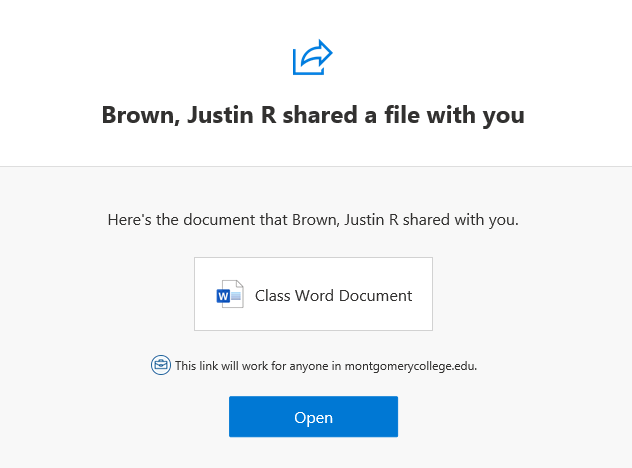 Brown, Justin R shared a file with you
Here's the document that Brown, Justin R shared with you.
W
Class Word Document
This link will work for anyone in montgomerycollege.edu.
Open